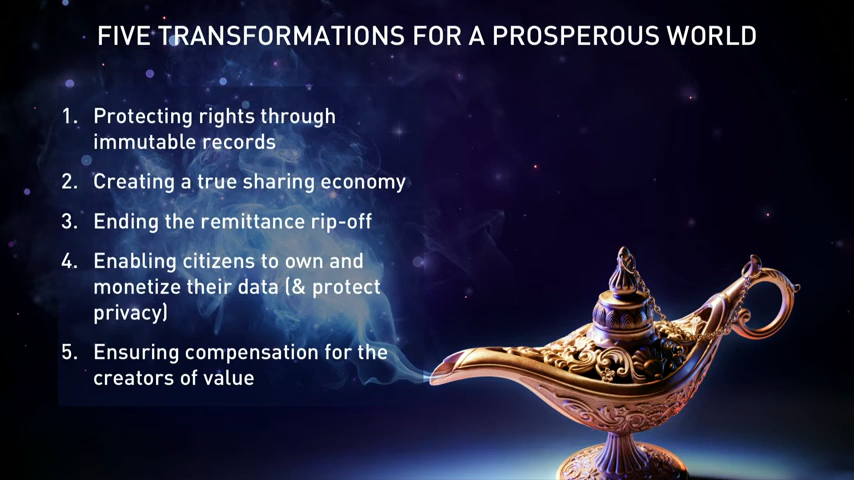 FIVE TRANSFORMATIONS FOR A PROSPEROUS WORLD
1. Protecting rights through
immutable records
2. Creating a true sharing economy
3. Ending the remittance rip-off
4. Enabling citizens to own and
monetize their data (& protect
privacy)
5. Ensuring compensation for the
creators of value